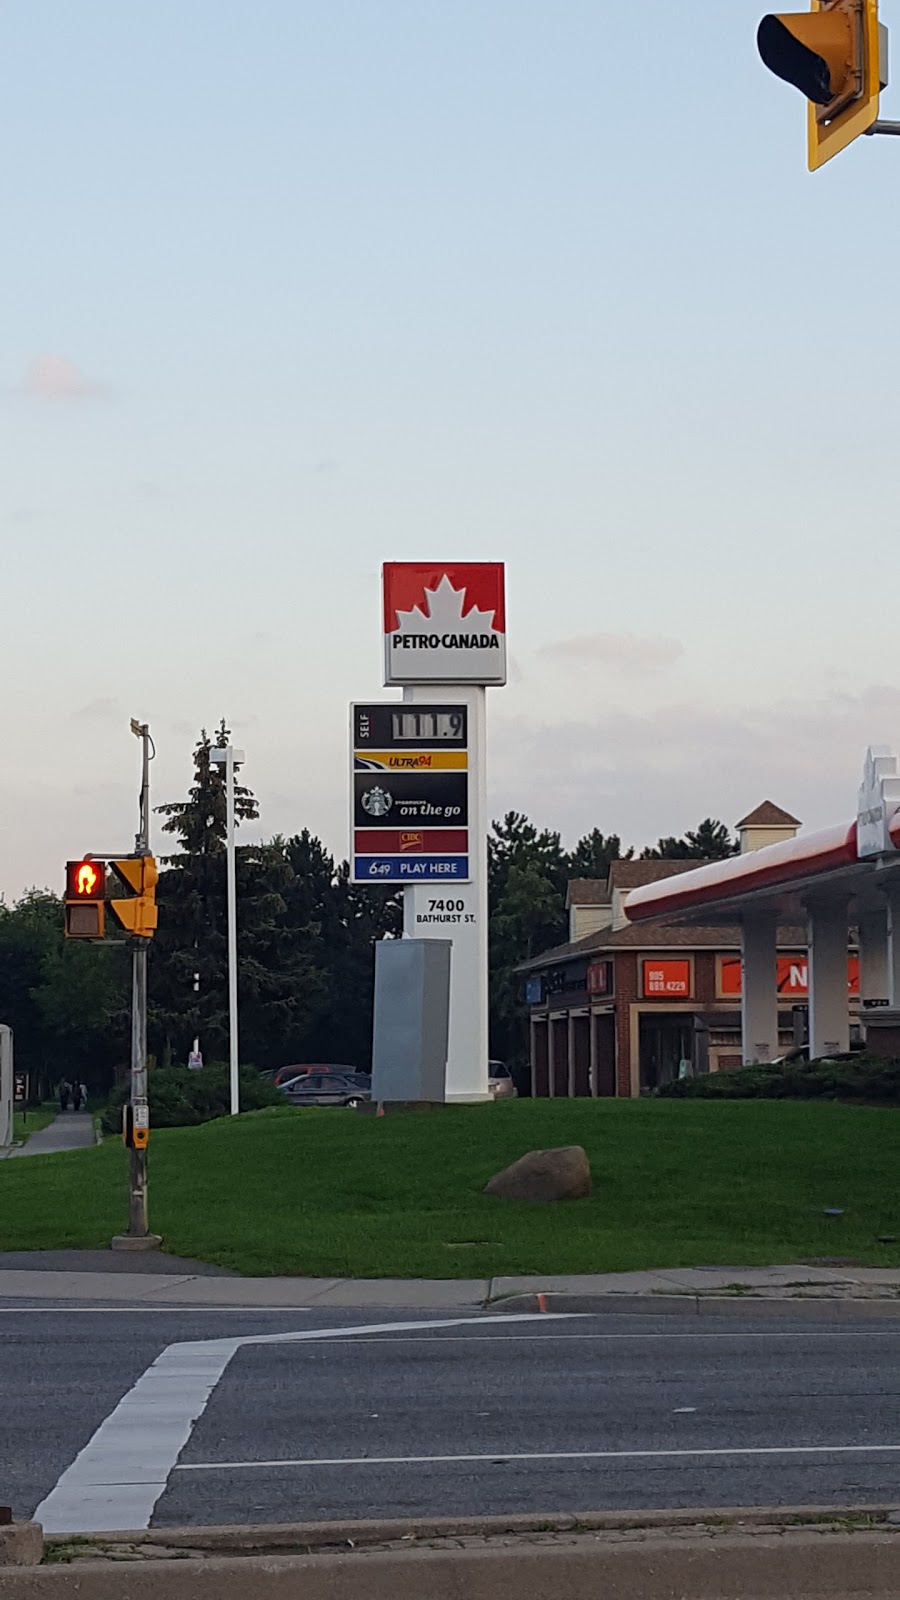 PETRO-CANADA
SELF 111.9
ULTRA94
STARBUCKS
on the go
CIBC
649 PLAY HERE
7400
BATHURST ST.
905
889.4229
N